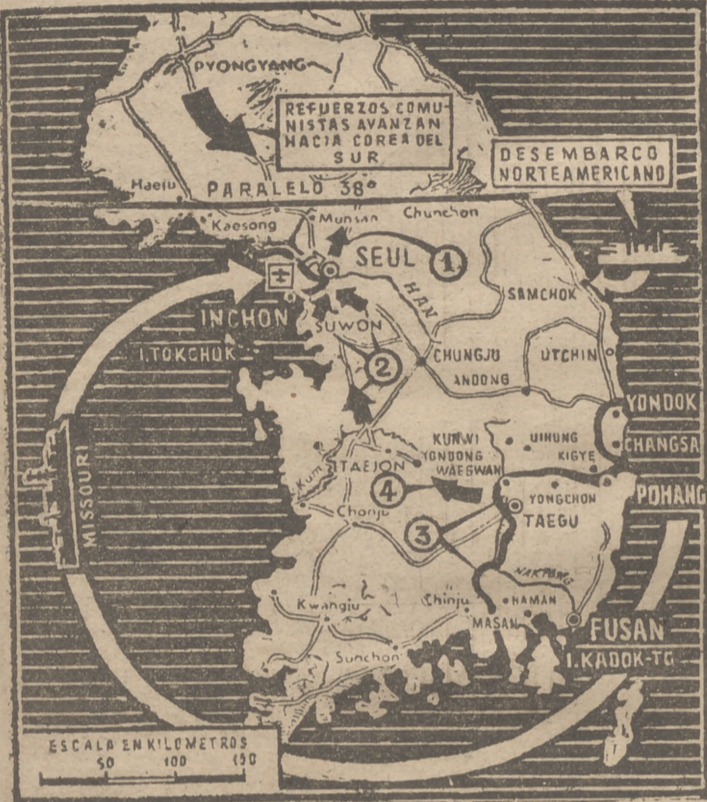 PYONGYANG
REFUERZOS COMU-
NISTAS AVANZAN
HACIA COREA DEL
SUR
DESEMBARCO
NORTEAMERICANO
Haeju
PARALELO 38º
Kaesong
Munsan
Chunchon
SEUL
1
HAN
SAMCHOK
INCHON
SUWON
I. TOKCHUK
2
CHUNGJU
UTCHIN
ANDONG
YONDOK
CHANGSA
KUNWI
UIHUNG
YONDONG
KIGYE
TAEJON
WAEGWAN
Kum
4
POHANG
YONGCHON
TAEGU
Chonju
3
MISSOURI
NAKTONG
Kwangju
Chinju
HAMAN
MASAN
FUSAN
Sunchon
I. KADOK-TG
ESCALA EN KILOMETROS
50 100 150